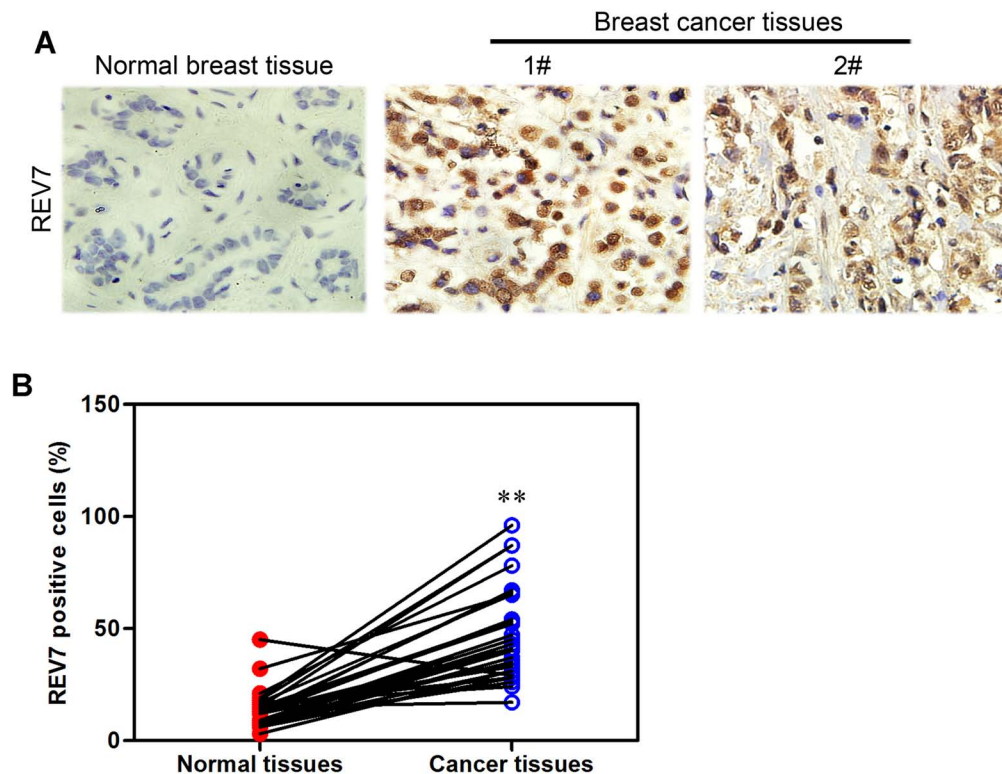 A
Breast cancer tissues
Normal breast tissue
1#
2#
REV7
B
REV7 positive cells (%)
150
100
50
0
**
Normal tissues
Cancer tissues